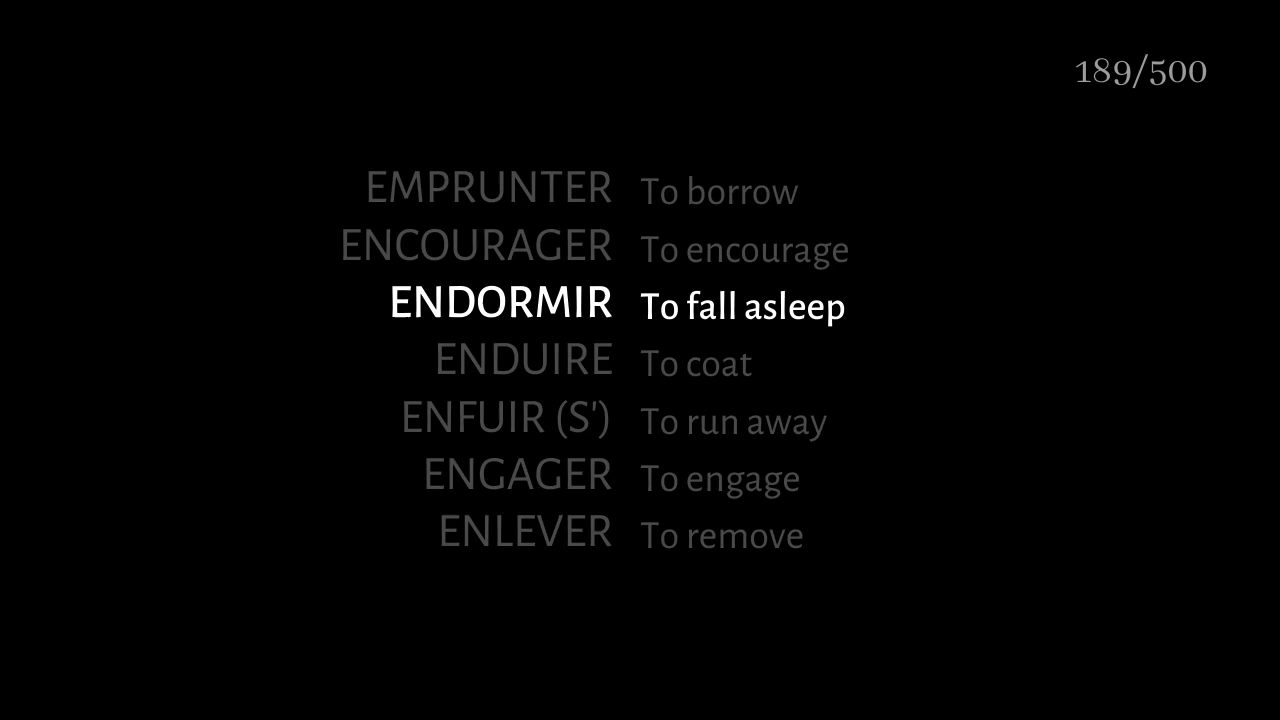 189/500
EMPRUNTER To borrow
ENCOURAGER To encourage
ENDORMIR To fall asleep
ENDUIRE To coat
ENFUIR (S') To run away
ENGAGER To engage
ENLEVER To remove